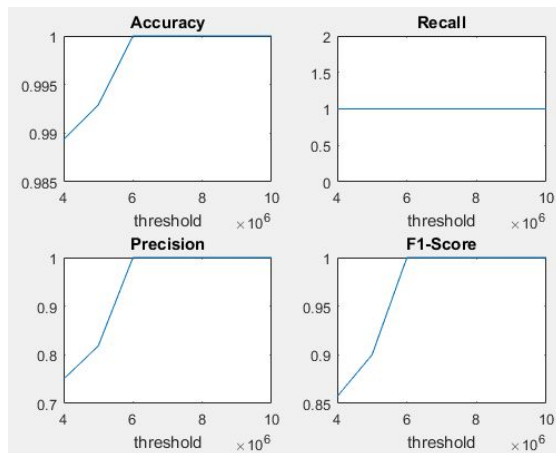 Accuracy
1
0.995
0.99
0.985
4 6 8 10
threshold ×10^6
Recall
2
1.5
1
0.5
0
4 6 8 10
threshold ×10^6
Precision
1
0.9
0.8
0.7
4 6 8 10
threshold ×10^6
F1-Score
1
0.95
0.9
0.85
4 6 8 10
threshold ×10^6